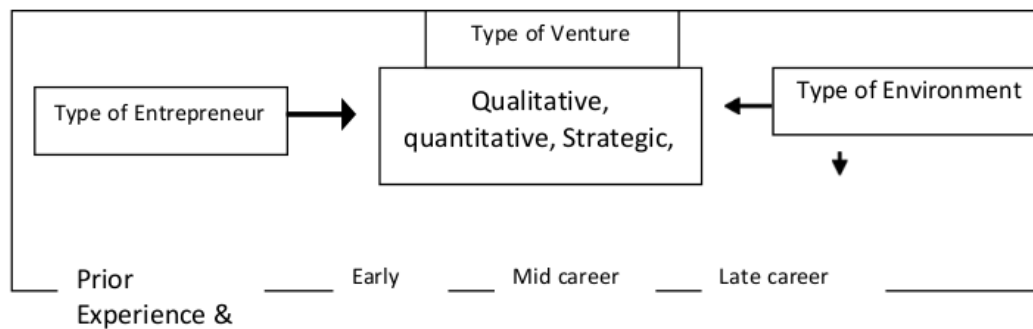 Type of Venture
Type of Entrepreneur
Qualitative,
quantitative, Strategic,
Type of Environment
Prior
Experience &
Early
Mid career
Late career